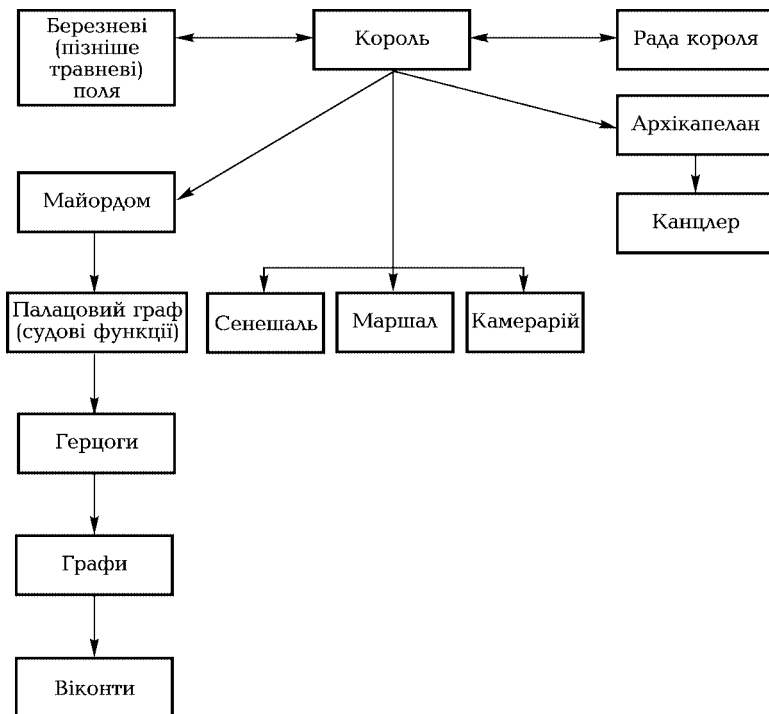 Березневі
(пізніше
травневі)
поля
Король
Рада короля
Архікапелан
Майордом
Канцлер
Палацовий граф
(судові функції)
Сенешаль
Маршал
Камерарій
Герцоги
Графи
Віконти